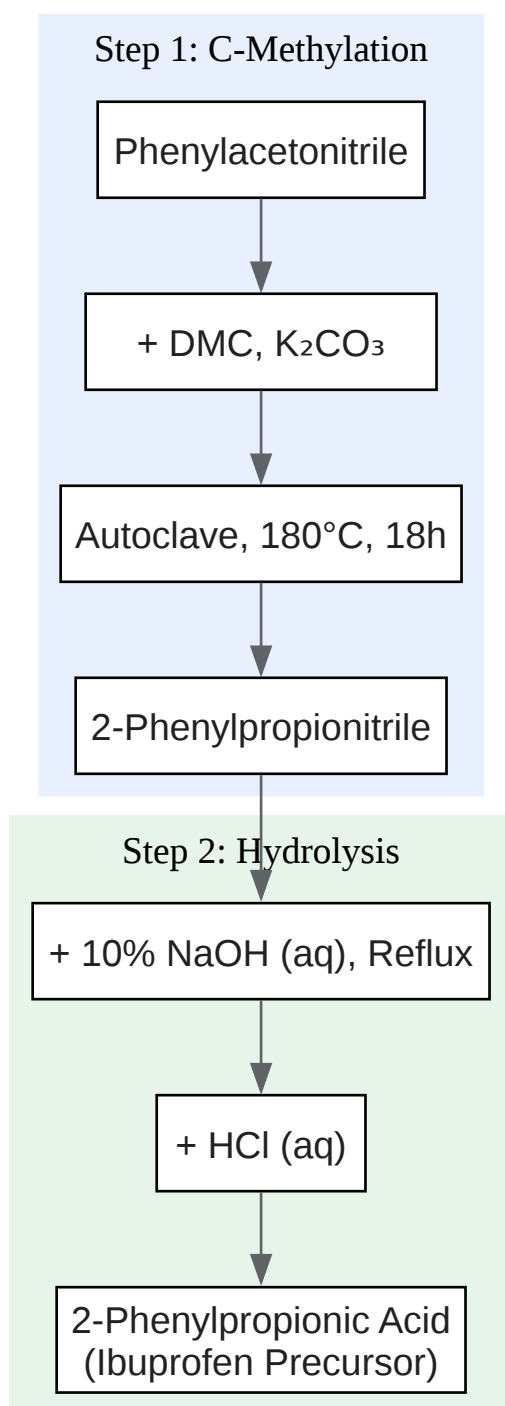 Step 1: C-Methylation
Phenylacetonitrile
+ DMC, K₂CO₃
Autoclave, 180°C, 18h
2-Phenylpropionitrile
Step 2: Hydrolysis
+ 10% NaOH (aq), Reflux
+ HCl (aq)
2-Phenylpropionic Acid
(Ibuprofen Precursor)